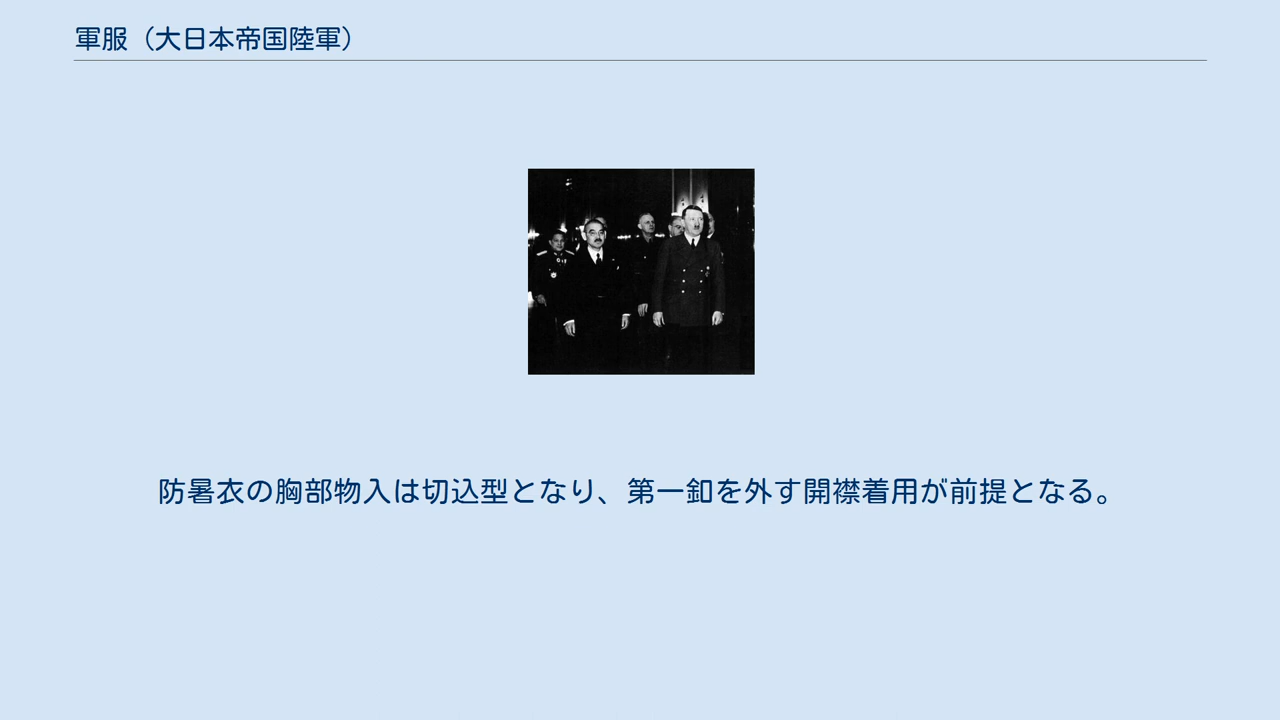 軍服（大日本帝国陸軍）
防暑衣の胸部物入は切込型となり、第一釦を外す開襟着用が前提となる。